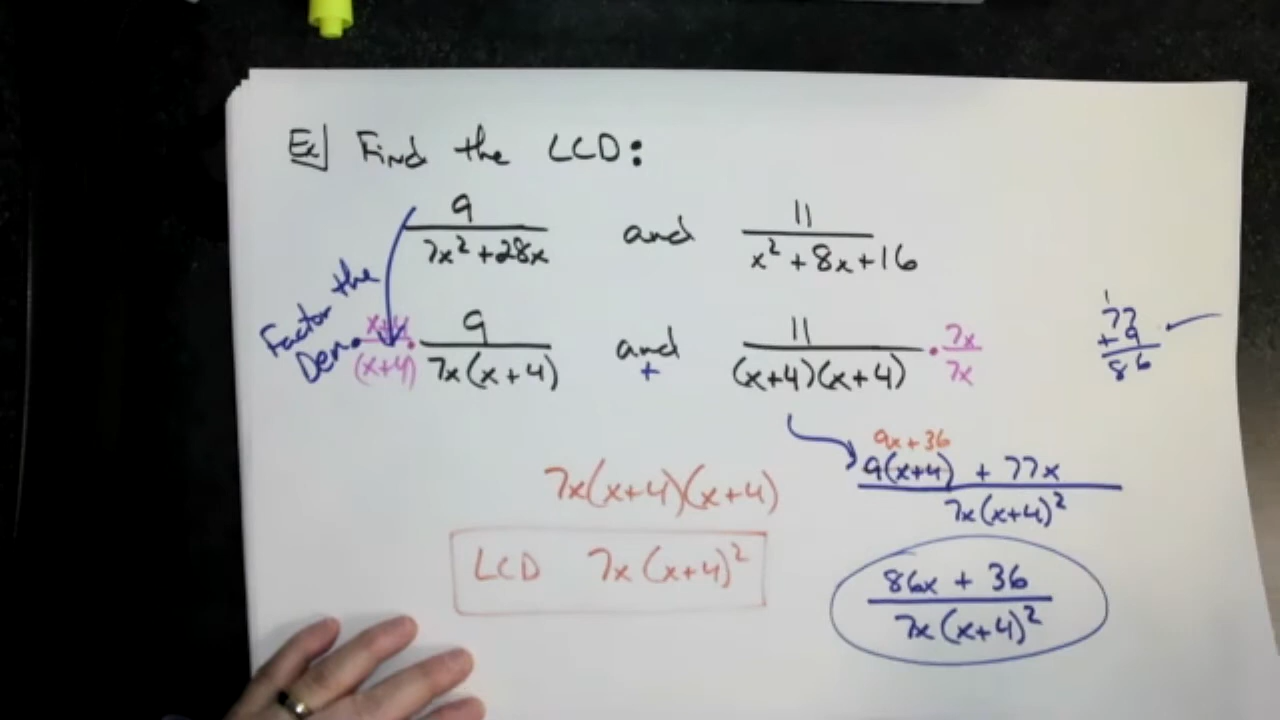 Ex] Find the LCD:
9/(7x² + 28x) and 11/(x² + 8x + 16)
Factor the Den.
(x+4)/(x+4) · 9/(7x(x+4)) and + 11/((x+4)(x+4)) · 7x/7x
1
77
+ 9
86
9x + 36
7x(x+4)(x+4)
(9(x+4) + 77x)/(7x(x+4)²)
LCD 7x(x+4)²
(86x + 36)/(7x(x+4)²)